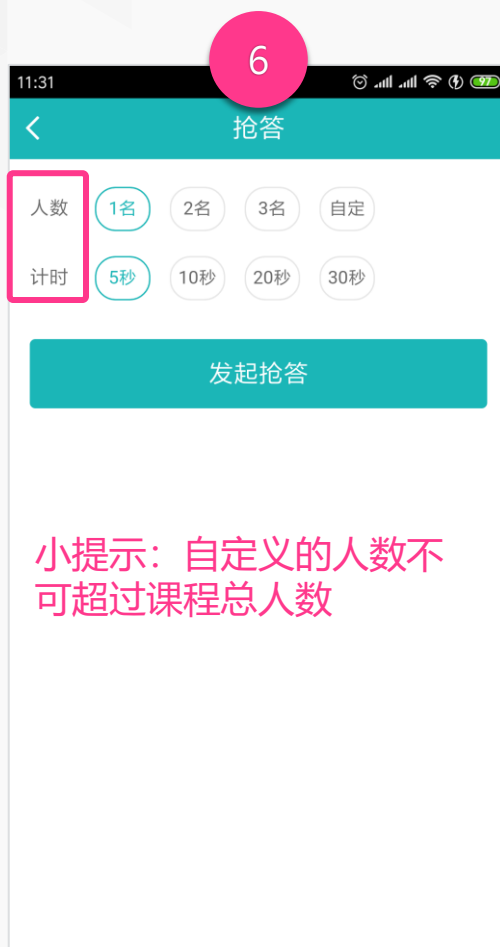 6
11:31
97
抢答
人数 1名 2名 3名 自定
计时 5秒 10秒 20秒 30秒
发起抢答
小提示：自定义的人数不
可超过课程总人数